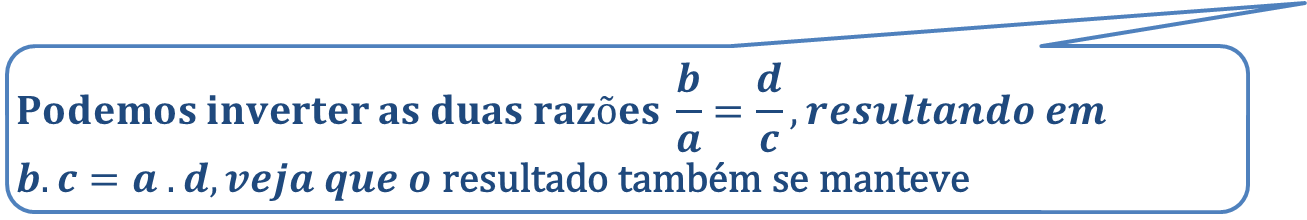 Podemos inverter as duas razões b/a = d/c, resultando em
b. c = a . d, veja que o resultado também se manteve